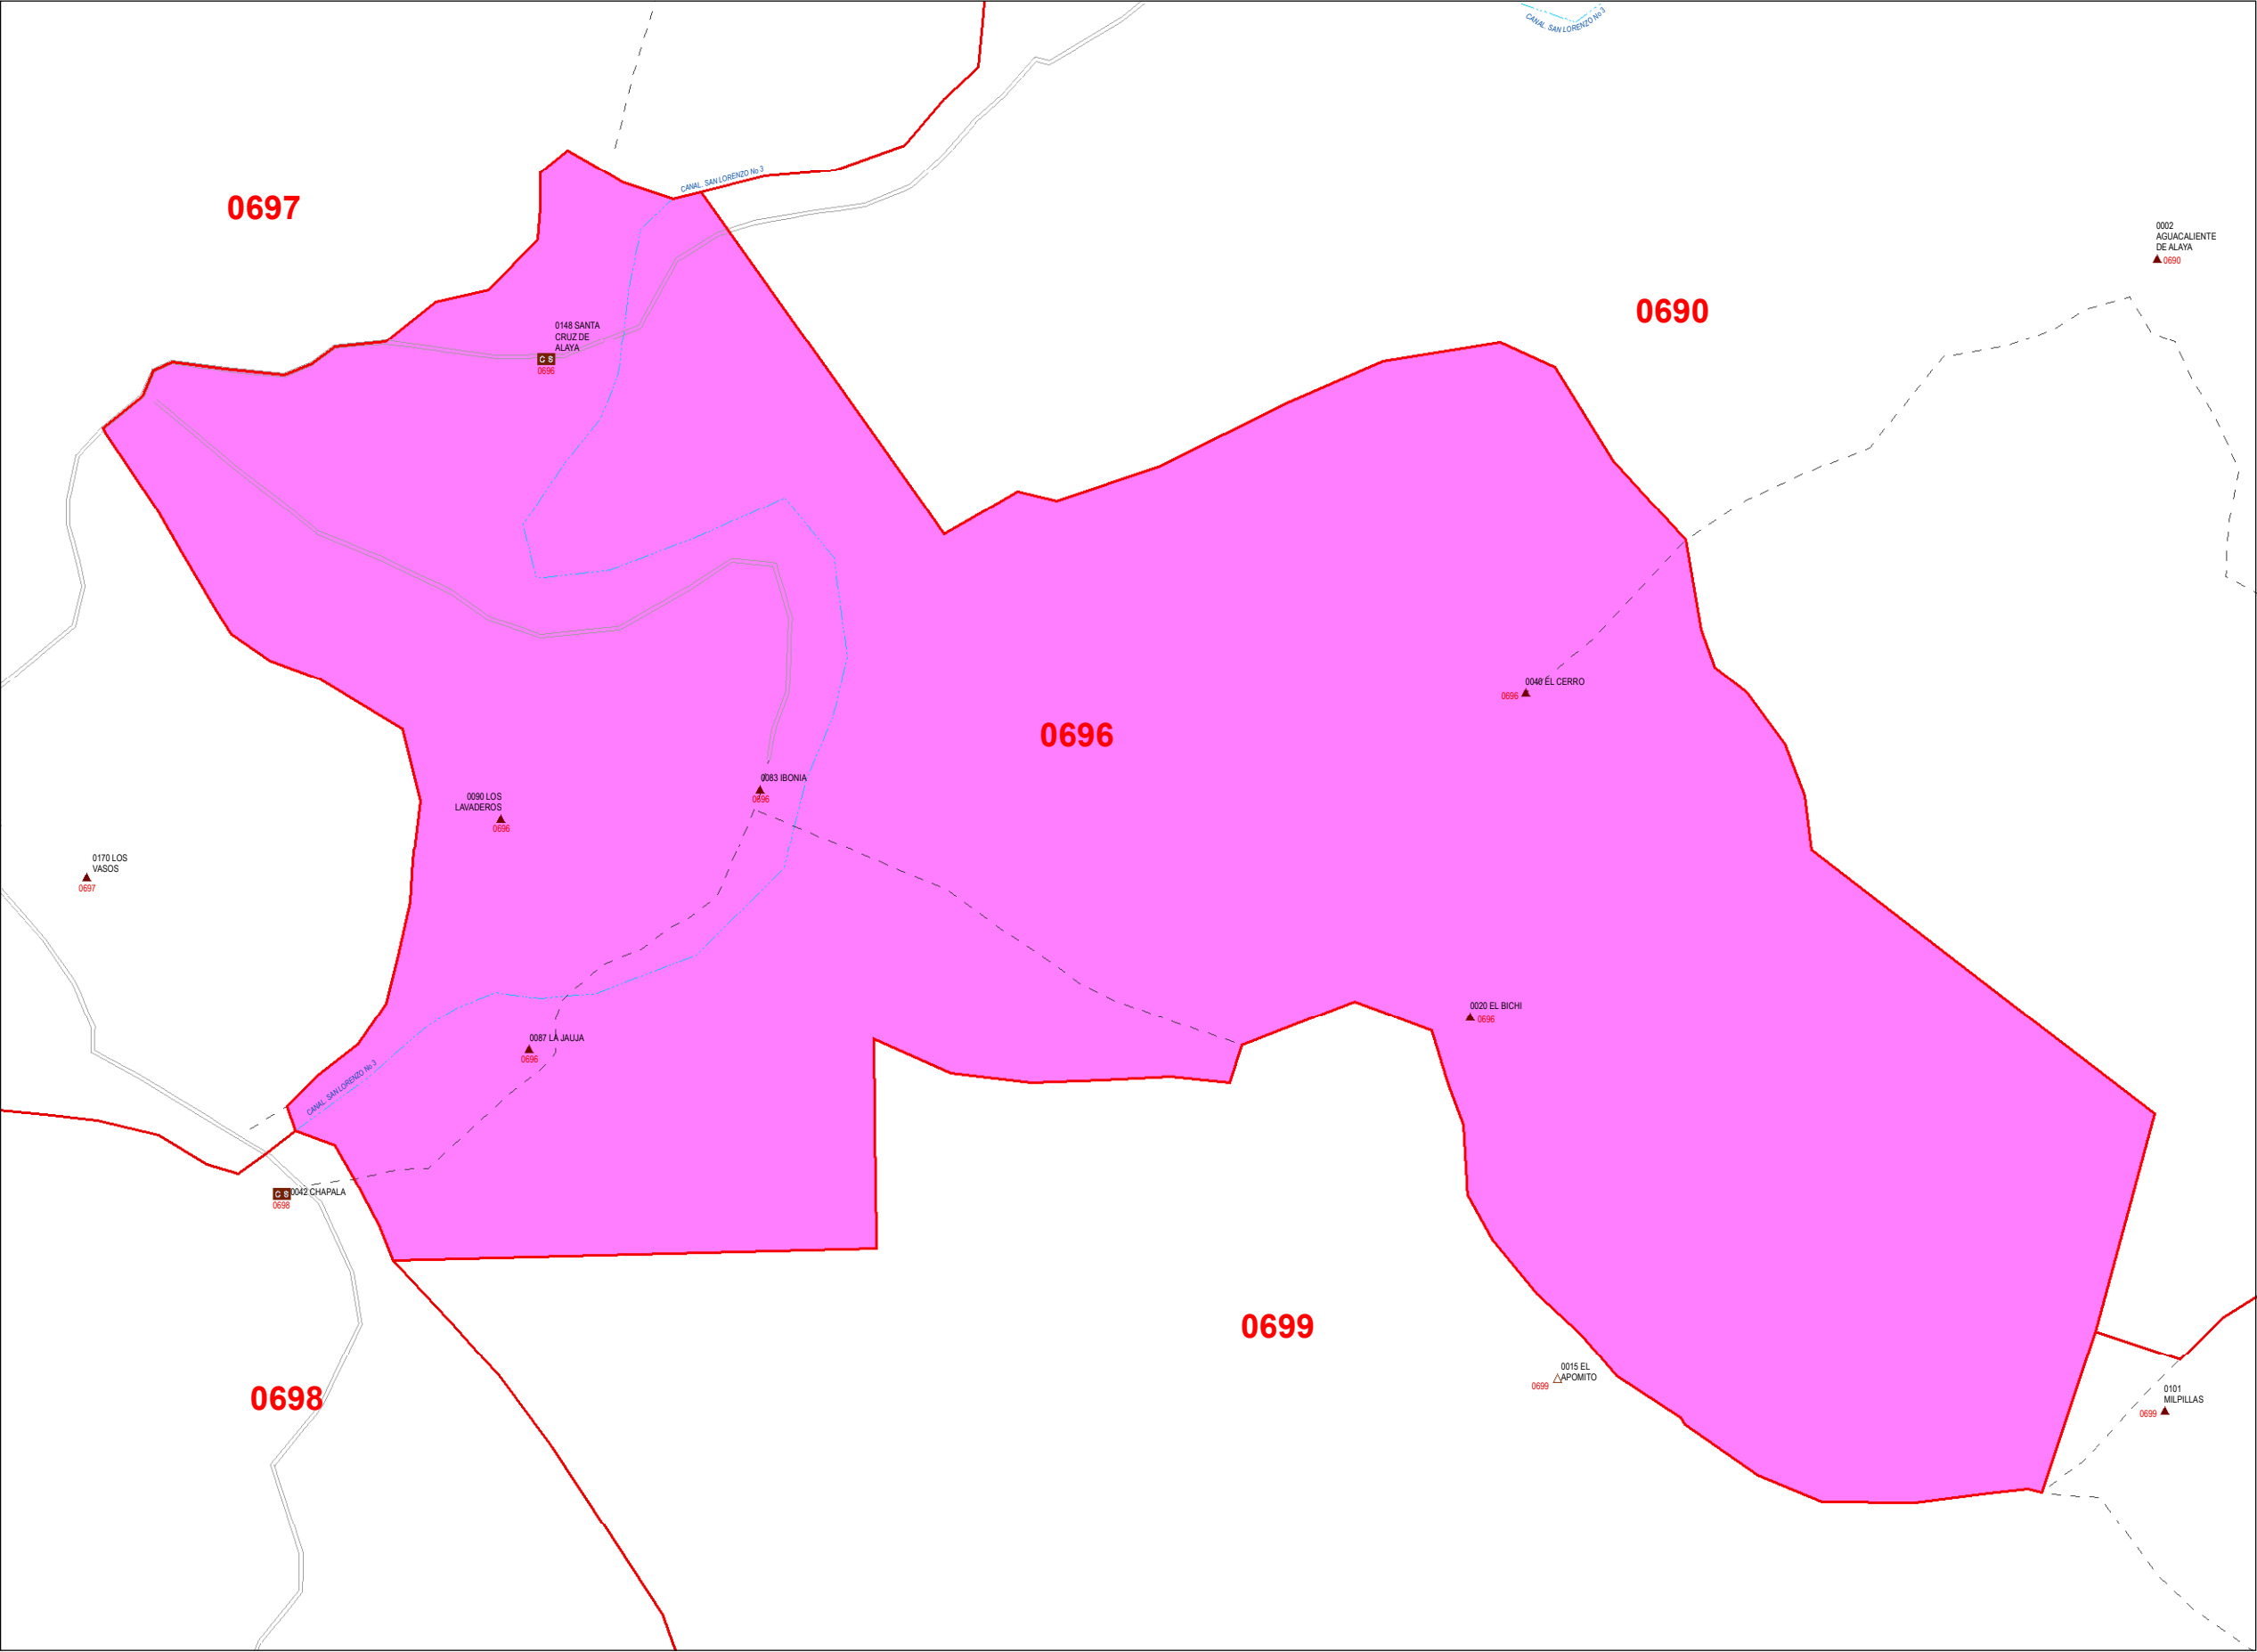 CANAL. SAN LORENZO No 3
CANAL. SAN LORENZO No 3
0697
0002
AGUACALIENTE
DE ALAYA
0690
0690
0148 SANTA
CRUZ DE
ALAYA
C S
0696
0040 EL CERRO
0696
0696
0083 IBONIA
0696
0090 LOS
LAVADEROS
0696
0170 LOS
VASOS
0697
0020 EL BICHI
0696
0087 LA JAUJA
0696
CANAL. SAN LORENZO No 3
C S
0042 CHAPALA
0698
0699
0015 EL
APOMITO
0699
0101
MILPILLAS
0699
0698